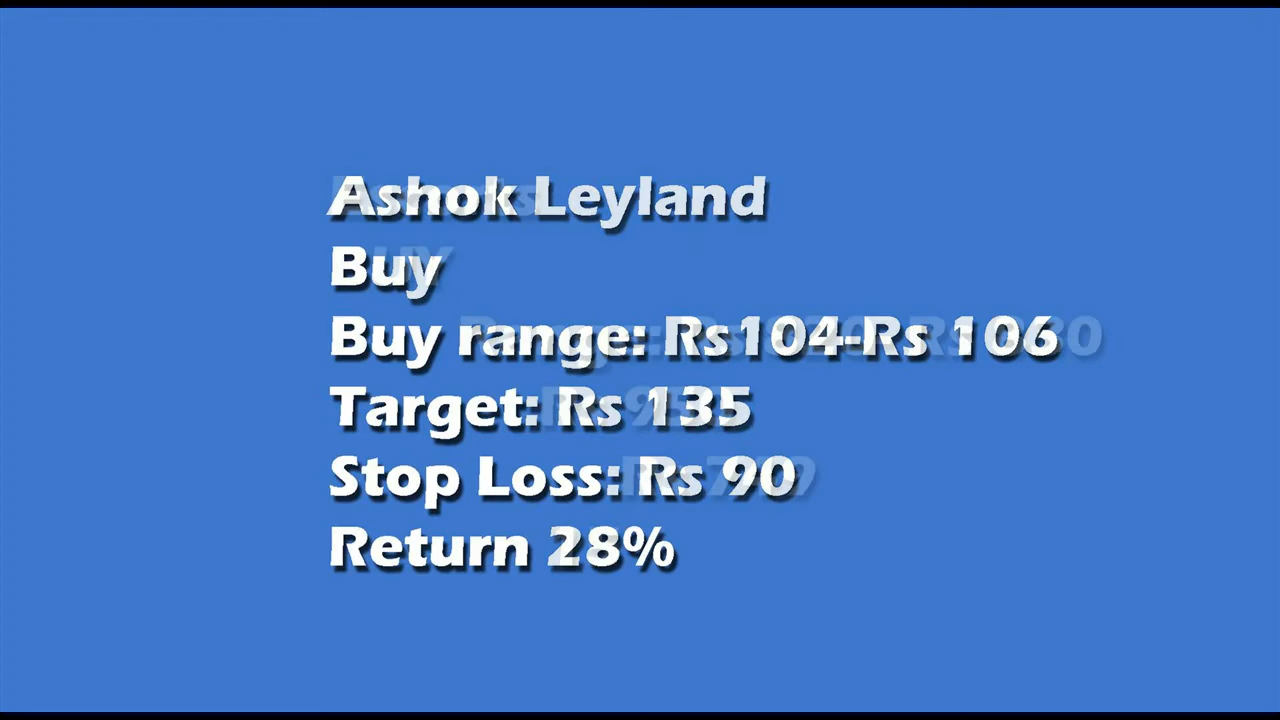 Ashok Leyland
Buy
Buy range: Rs104-Rs 106
Target: Rs 135
Stop Loss: Rs 90
Return 28%